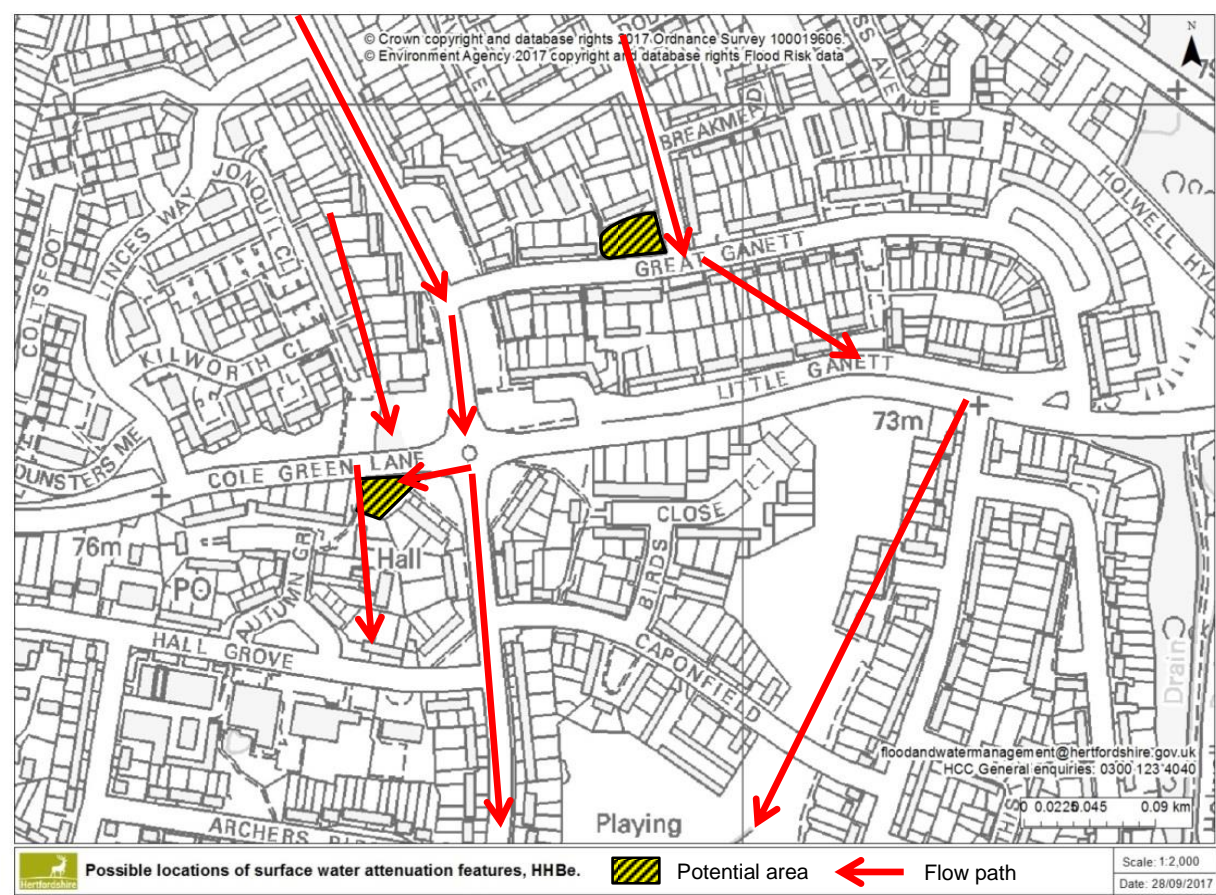 © Crown copyright and database rights 2017 Ordnance Survey 100019606.
© Environment Agency 2017 copyright and database rights Flood Risk data
N
AVENUE
BREAKMEAD
HOLWELL HY
JONQUIL CL
LINCES WAY
COLTSFOOT
GREAT GANETT
KILWORTH CL
LITTLE GANETT
73m
COLE GREEN LANE
CLOSE
BIRDS
76m
Hall
PO
AUTUMN GR
HALL GROVE
CAPONFIELD
Drain
floodandwatermanagement@hertfordshire.gov.uk
HCC General enquiries: 0300 123 4040
0 0.0225 0.045 0.09 km
Playing
ARCHERS
Hertfordshire
Possible locations of surface water attenuation features, HHBe.
Potential area
Flow path
Scale: 1:2,000
Date: 28/09/2017